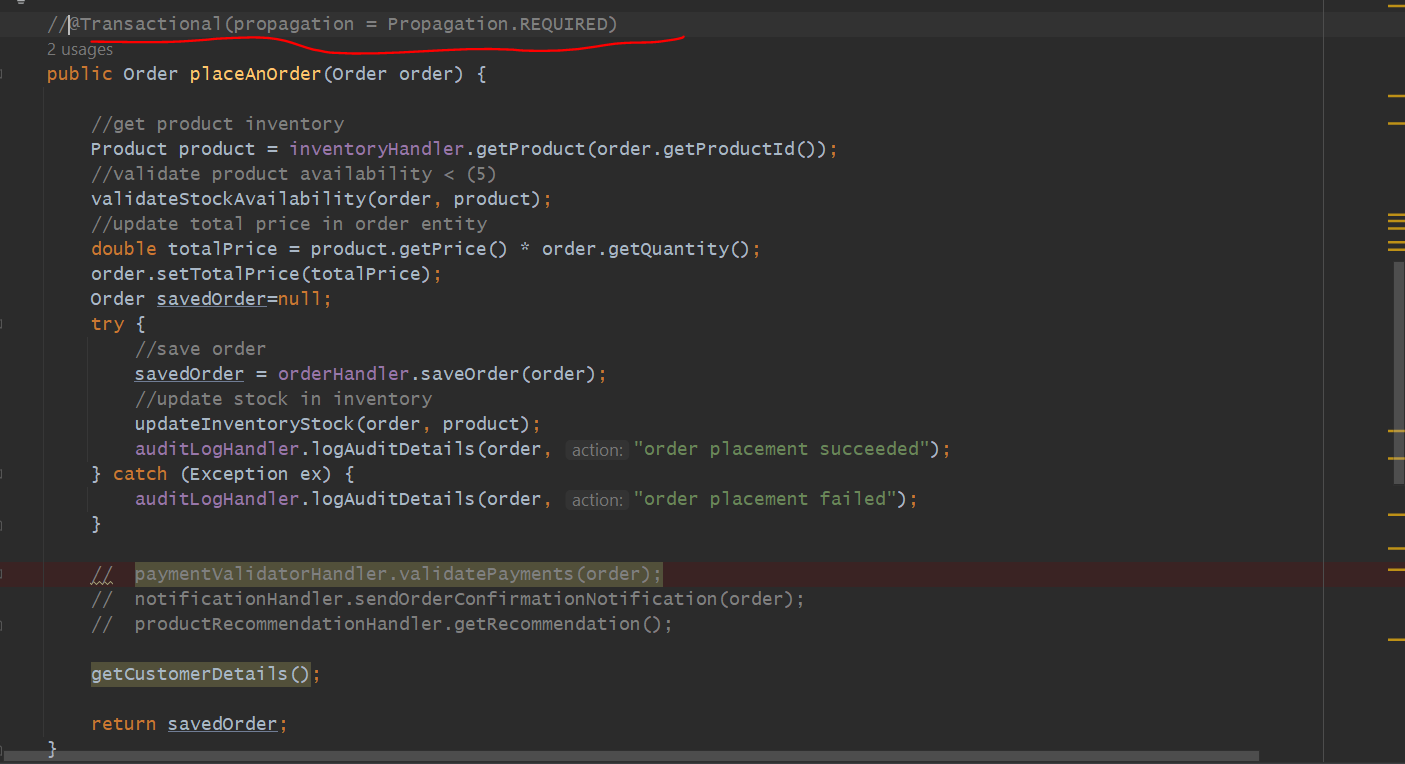 //@Transactional(propagation = Propagation.REQUIRED)
2 usages
public Order placeAnOrder(Order order) {
//get product inventory
Product product = inventoryHandler.getProduct(order.getProductId());
//validate product availability < (5)
validateStockAvailability(order, product);
//update total price in order entity
double totalPrice = product.getPrice() * order.getQuantity();
order.setTotalPrice(totalPrice);
Order savedOrder=null;
try {
//save order
savedOrder = orderHandler.saveOrder(order);
//update stock in inventory
updateInventoryStock(order, product);
auditLogHandler.logAuditDetails(order, action: "order placement succeeded");
} catch (Exception ex) {
auditLogHandler.logAuditDetails(order, action: "order placement failed");
}
// paymentValidatorHandler.validatePayments(order);
// notificationHandler.sendOrderConfirmationNotification(order);
// productRecommendationHandler.getRecommendation();
getCustomerDetails();
return savedOrder;
}